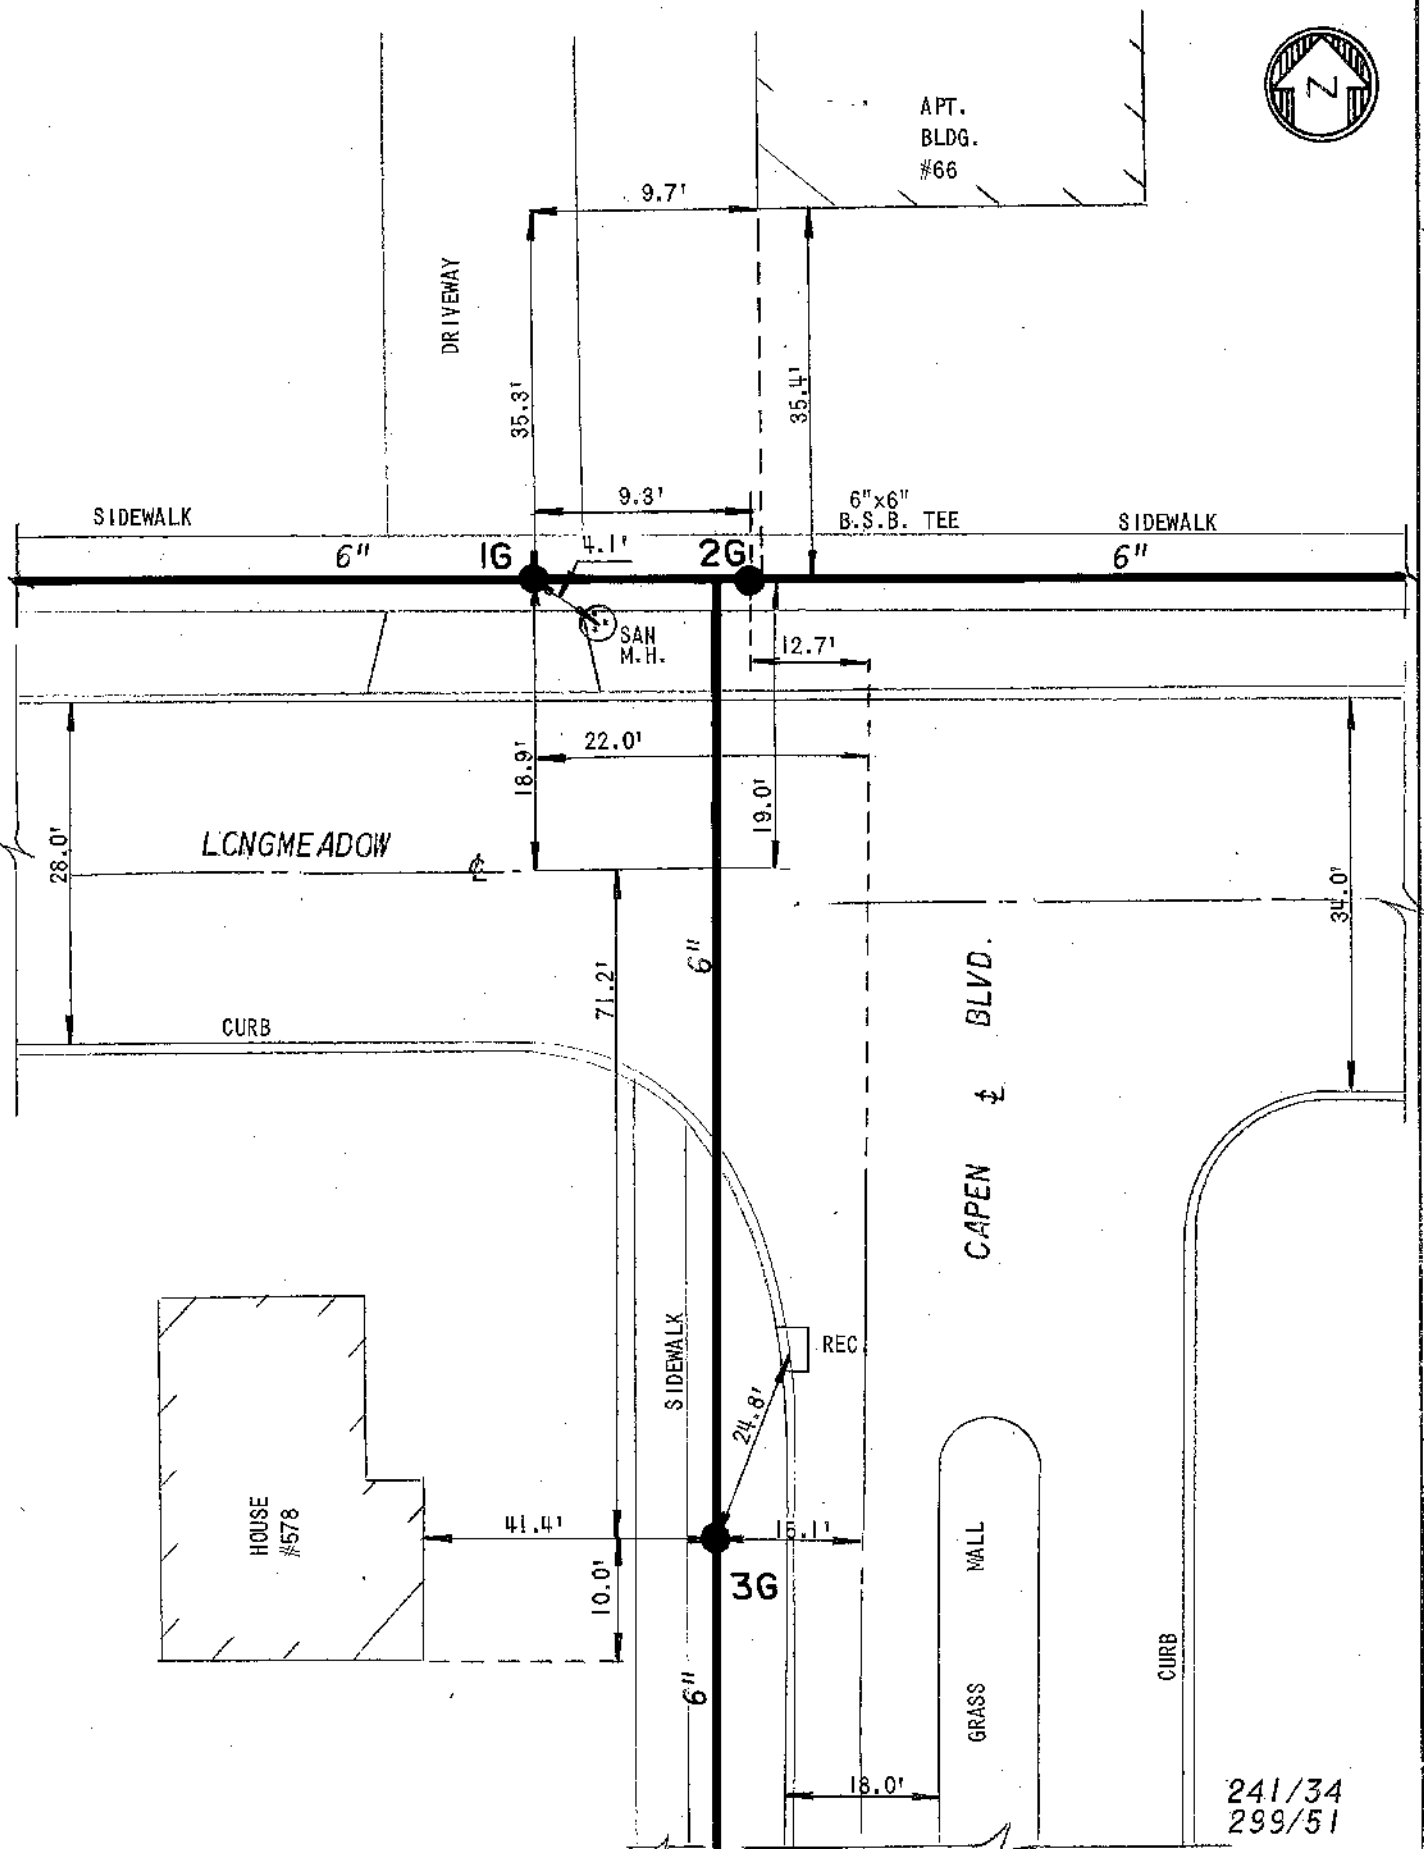 Z
APT.
BLDG.
#66
9.7'
DRIVEWAY
35.3'
35.4'
9.3'
6"x6"
B.S.B. TEE
SIDEWALK
SIDEWALK
6"
1G
4.1'
2G
6"
SAN
M.H.
12.7'
18.9'
22.0'
19.0'
28.0'
LONGMEADOW
℄
34.0'
6"
71.2'
CURB
CAPEN ℄ BLVD.
REC
SIDEWALK
24.8'
HOUSE
#578
41.4'
15.1'
10.0'
3G
GRASS MALL
CURB
6"
18.0'
241/34
299/51